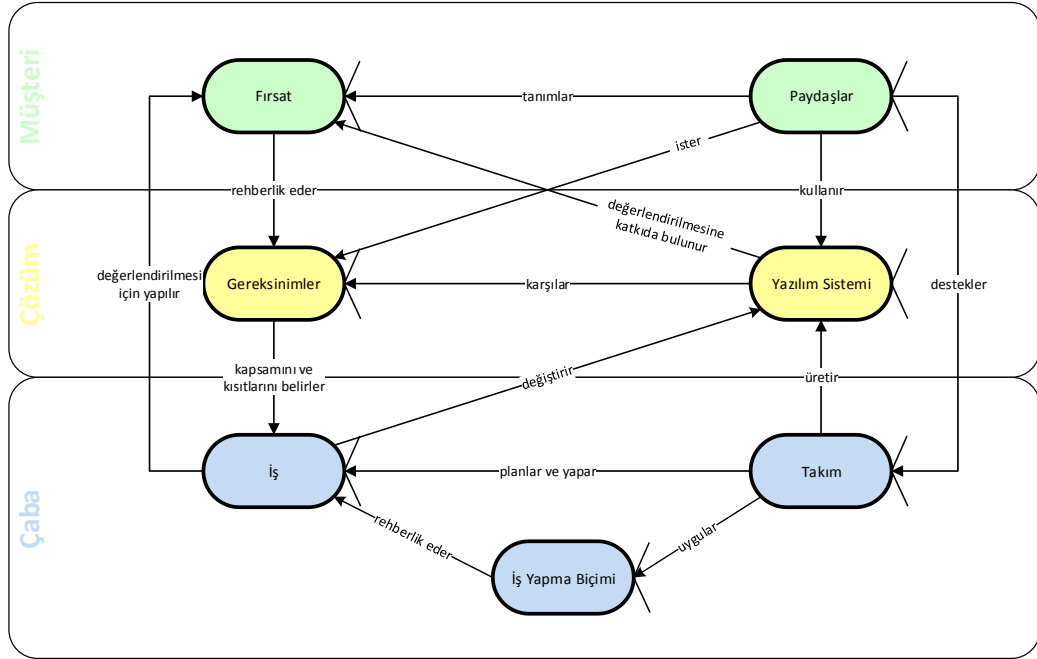 Müşteri
Fırsat
tanımlar
Paydaşlar
ister
rehberlik eder
kullanır
değerlendirilmesine
katkıda bulunur
Çözüm
değerlendirilmesi
için yapılır
Gereksinimler
karşılar
Yazılım Sistemi
destekler
kapsamını ve
kısıtlarını belirler
değiştirir
üretir
Çaba
İş
planlar ve yapar
Takım
rehberlik eder
uygular
İş Yapma Biçimi